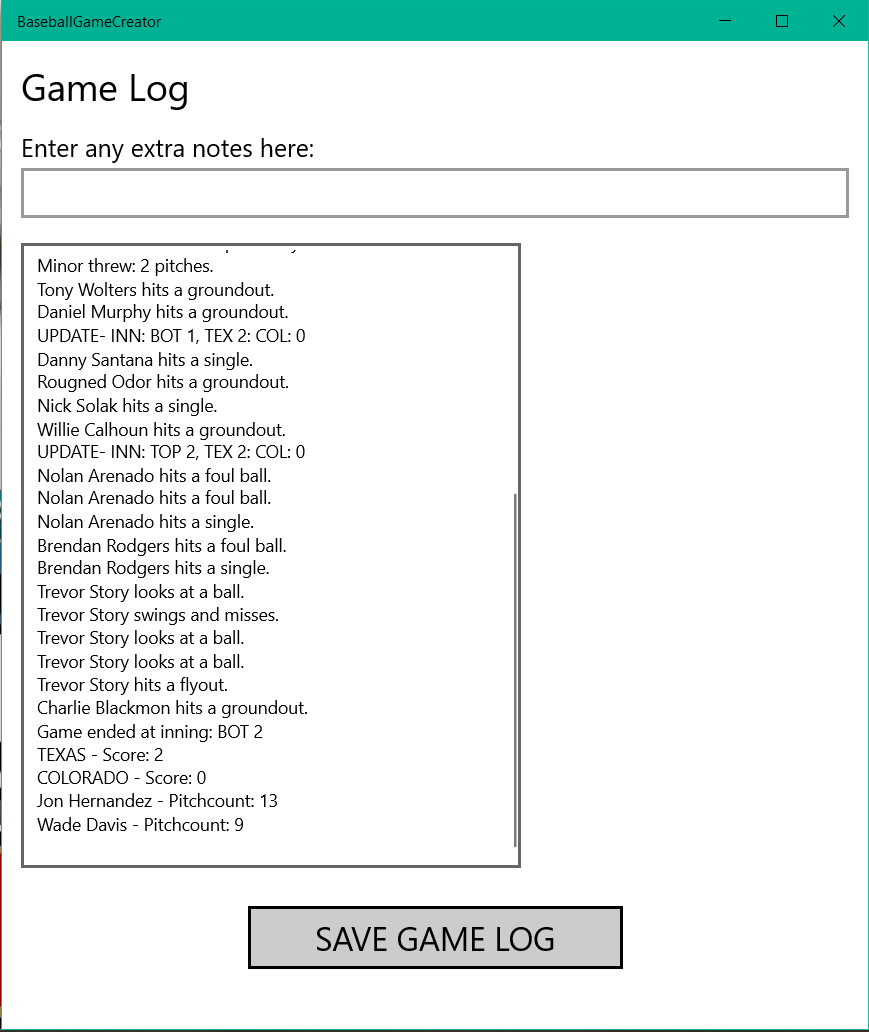 BaseballGameCreator
Game Log
Enter any extra notes here:
Minor threw: 2 pitches.
Tony Wolters hits a groundout.
Daniel Murphy hits a groundout.
UPDATE- INN: BOT 1, TEX 2: COL: 0
Danny Santana hits a single.
Rougned Odor hits a groundout.
Nick Solak hits a single.
Willie Calhoun hits a groundout.
UPDATE- INN: TOP 2, TEX 2: COL: 0
Nolan Arenado hits a foul ball.
Nolan Arenado hits a foul ball.
Nolan Arenado hits a single.
Brendan Rodgers hits a foul ball.
Brendan Rodgers hits a single.
Trevor Story looks at a ball.
Trevor Story swings and misses.
Trevor Story looks at a ball.
Trevor Story looks at a ball.
Trevor Story hits a flyout.
Charlie Blackmon hits a groundout.
Game ended at inning: BOT 2
TEXAS - Score: 2
COLORADO - Score: 0
Jon Hernandez - Pitchcount: 13
Wade Davis - Pitchcount: 9
SAVE GAME LOG